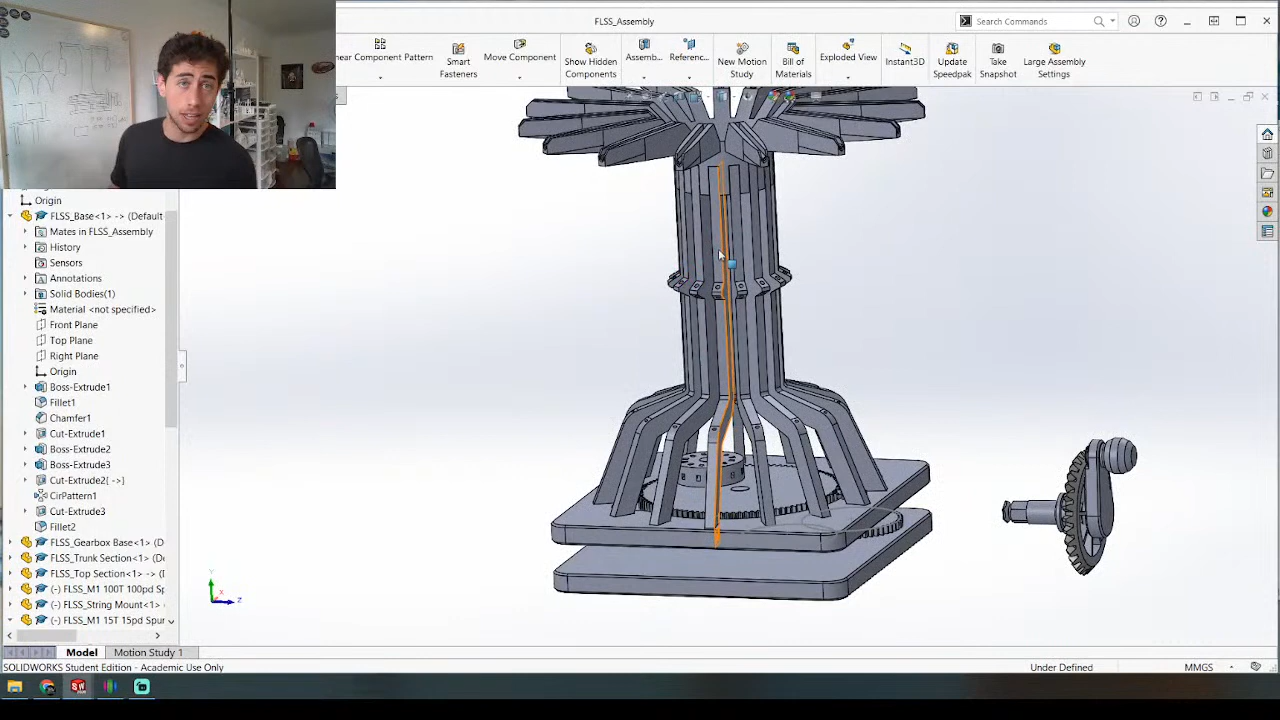 FLSS_Assembly
Search Commands
near Component Pattern
Smart
Fasteners
Move Component
Show Hidden
Components
Assemb...
Referenc...
New Motion
Study
Bill of
Materials
Exploded View
Instant3D
Update
Speedpak
Take
Snapshot
Large Assembly
Settings
Origin
FLSS_Base<1> -> (Default
Mates in FLSS_Assembly
History
Sensors
Annotations
Solid Bodies(1)
Material <not specified>
Front Plane
Top Plane
Right Plane
Origin
Boss-Extrude1
Fillet1
Chamfer1
Cut-Extrude1
Boss-Extrude2
Boss-Extrude3
Cut-Extrude2[ ->]
CirPattern1
Cut-Extrude3
Fillet2
FLSS_Gearbox Base<1> (D
FLSS_Trunk Section<1> (De
FLSS_Top Section<1> -> (D
(-) FLSS_M1 100T 100pd Sp
(-) FLSS_String Mount<1> (
(-) FLSS_M1 15T 15pd Spur
Y
X
Z
Model
Motion Study 1
SOLIDWORKS Student Edition - Academic Use Only
Under Defined
MMGS
SW